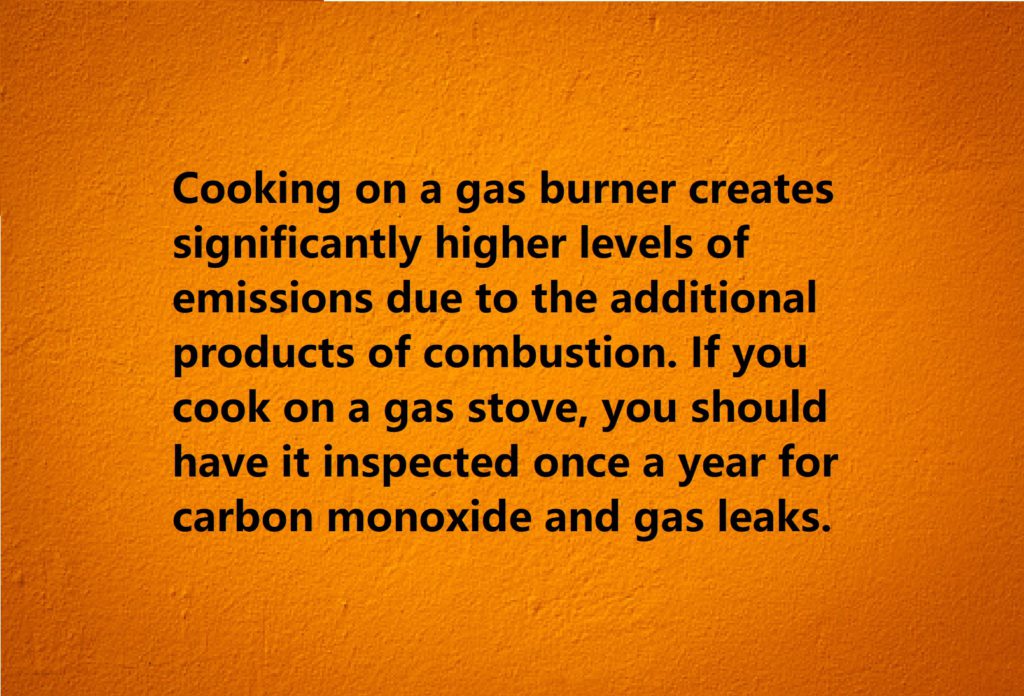 Cooking on a gas burner creates
significantly higher levels of
emissions due to the additional
products of combustion. If you
cook on a gas stove, you should
have it inspected once a year for
carbon monoxide and gas leaks.